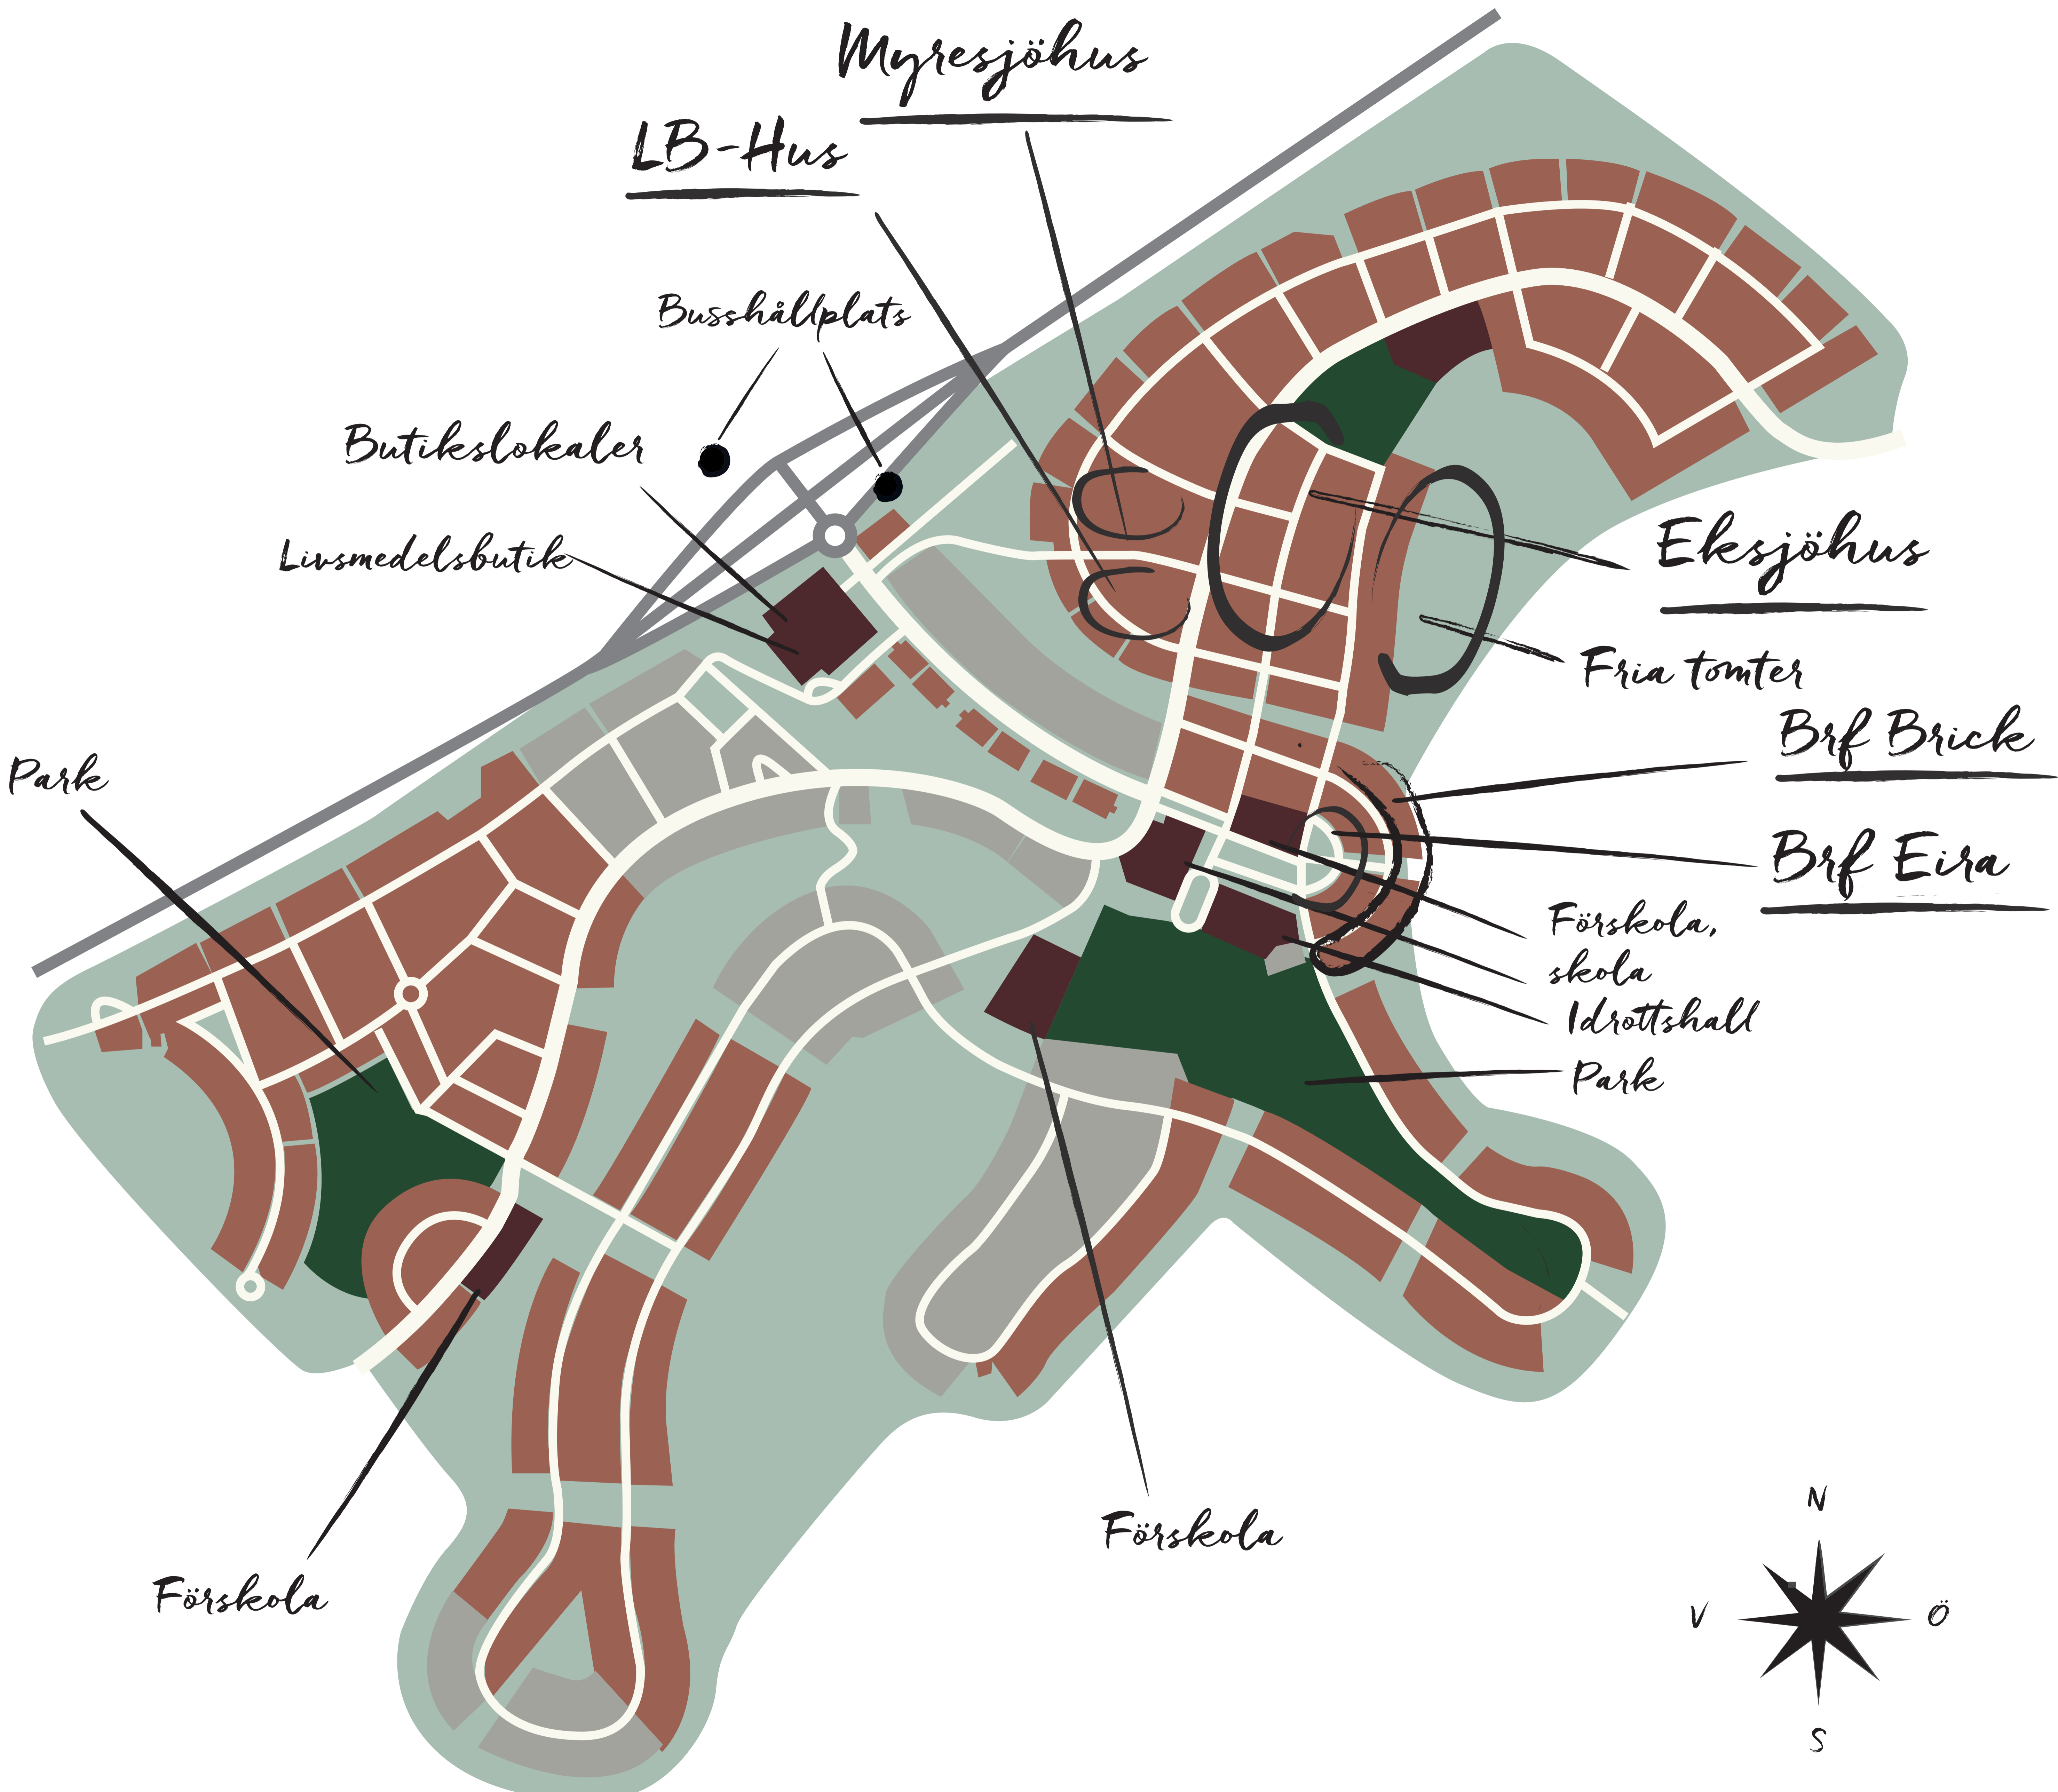 Myresjöhus
LB-Hus
Busshållplats
Butikslokaler
Livsmedelsbutik
Eksjöhus
Fria tomter
Brf Brick
Park
Brf Eira
Förskola,
skola
Idrottshall
Park
Förskola
Förskola
N
V
Ö
S